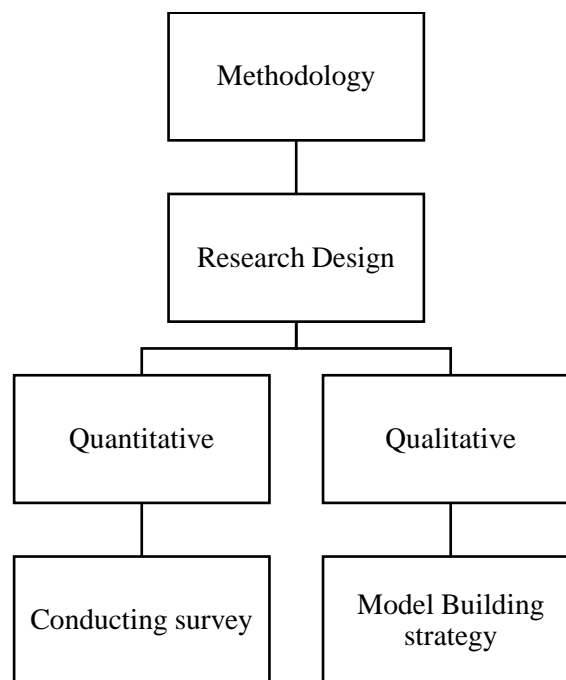 Methodology
Research Design
Quantitative
Qualitative
Conducting survey
Model Building
strategy